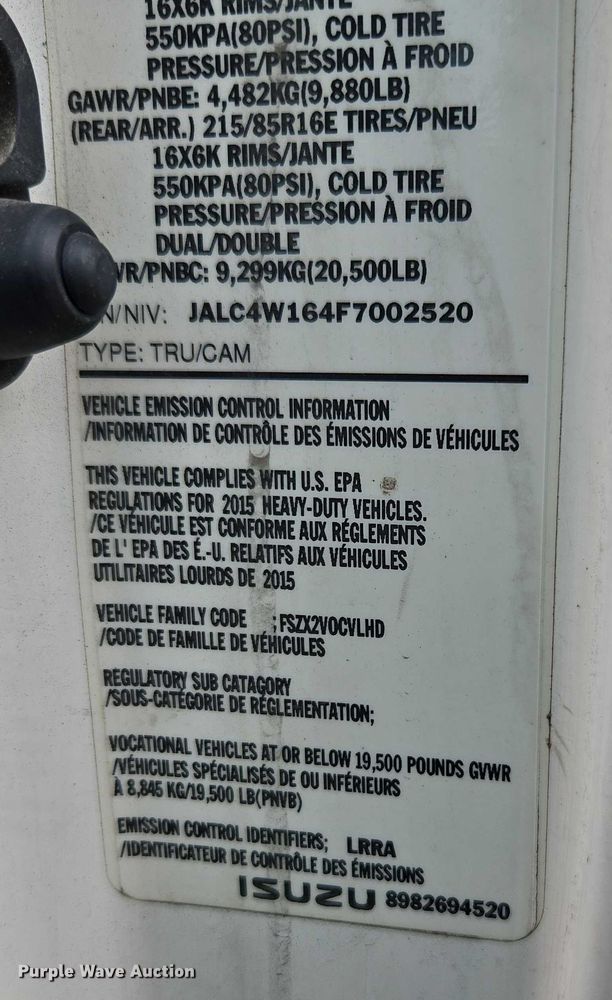 16X6K RIMS/JANTE
550KPA(80PSI), COLD TIRE
PRESSURE/PRESSION À FROID
GAWR/PNBE: 4,482KG(9,880LB)
(REAR/ARR.) 215/85R16E TIRES/PNEU
16X6K RIMS/JANTE
550KPA(80PSI), COLD TIRE
PRESSURE/PRESSION À FROID
DUAL/DOUBLE
WR/PNBC: 9,299KG(20,500LB)
N/NIV: JALC4W164F7002520
TYPE: TRU/CAM
VEHICLE EMISSION CONTROL INFORMATION
/INFORMATION DE CONTRÔLE DES ÉMISSIONS DE VÉHICULES
THIS VEHICLE COMPLIES WITH U.S. EPA
REGULATIONS FOR 2015 HEAVY-DUTY VEHICLES.
/CE VÉHICULE EST CONFORME AUX RÉGLEMENTS
DE L' EPA DES É.-U. RELATIFS AUX VÉHICULES
UTILITAIRES LOURDS DE 2015
VEHICLE FAMILY CODE ;FSZX2VOCVLHD
/CODE DE FAMILLE DE VÉHICULES
REGULATORY SUB CATAGORY
/SOUS-CATÉGORIE DE RÉGLEMENTATION;
VOCATIONAL VEHICLES AT OR BELOW 19,500 POUNDS GVWR
/VÉHICULES SPÉCIALISÉS DE OU INFÉRIEURS
À 8,845 KG/19,500 LB(PNVB)
EMISSION CONTROL IDENTIFIERS; LRRA
/IDENTIFICATEUR DE CONTRÔLE DES ÉMISSIONS
ISUZU 8982694520
Purple Wave Auction